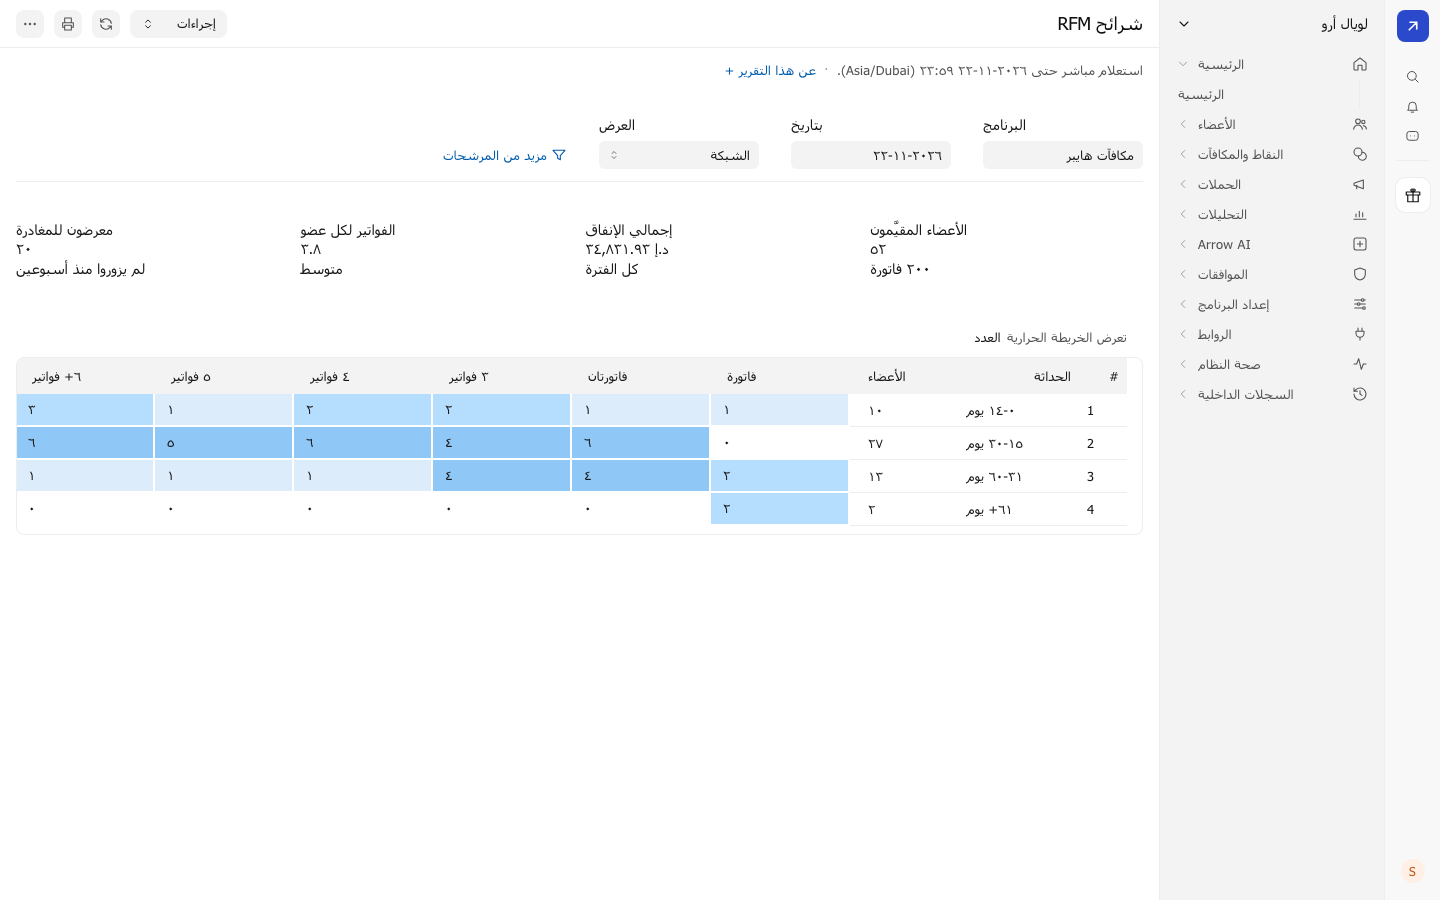 لويال أرو
الرئيسية
الرئيسية
الأعضاء
النقاط والمكافآت
الحملات
التحليلات
Arrow AI
الموافقات
إعداد البرنامج
الروابط
صحة النظام
السجلات الداخلية
S
شرائح RFM
إجراءات
استعلام مباشر حتى ٢٠٢٦-١١-٢٢ ٢٣:٥٩ (Asia/Dubai). · عن هذا التقرير +
البرنامج بتاريخ العرض
مكافآت هايبر ٢٠٢٦-١١-٢٢ الشبكة مزيد من المرشحات
الأعضاء المقيَّمون إجمالي الإنفاق الفواتير لكل عضو معرضون للمغادرة
٥٢ د.إ ٢٤,٨٣١.٩٣ ٣.٨ ٢٠
٢٠٠ فاتورة كل الفترة متوسط لم يزوروا منذ أسبوعين
تعرض الخريطة الحرارية العدد
# الحداثة الأعضاء فاتورة فاتورتان ٣ فواتير ٤ فواتير ٥ فواتير ٦+ فواتير
1 ٠-١٤ يوم ١٠ ١ ١ ٢ ٢ ١ ٣
2 ١٥-٣٠ يوم ٢٧ ٠ ٦ ٤ ٦ ٥ ٦
3 ٣١-٦٠ يوم ١٣ ٢ ٤ ٤ ١ ١ ١
4 ٦١+ يوم ٢ ٢ ٠ ٠ ٠ ٠ ٠